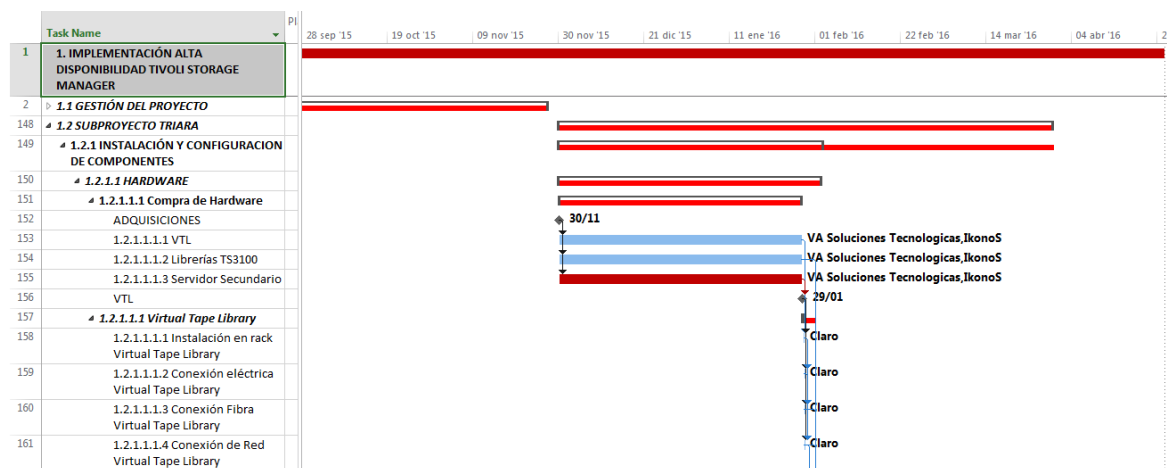 Pl
Task Name
28 sep '15 19 oct '15 09 nov '15 30 nov '15 21 dic '15 11 ene '16 01 feb '16 22 feb '16 14 mar '16 04 abr '16 2
1 1. IMPLEMENTACIÓN ALTA
DISPONIBILIDAD TIVOLI STORAGE
MANAGER
2 1.1 GESTIÓN DEL PROYECTO
148 1.2 SUBPROYECTO TRIARA
149 1.2.1 INSTALACIÓN Y CONFIGURACION
DE COMPONENTES
150 1.2.1.1 HARDWARE
151 1.2.1.1.1 Compra de Hardware
152 ADQUISICIONES 30/11
153 1.2.1.1.1.1 VTL VA Soluciones Tecnologicas,IkonoS
154 1.2.1.1.1.2 Librerías TS3100 VA Soluciones Tecnologicas,IkonoS
155 1.2.1.1.1.3 Servidor Secundario VA Soluciones Tecnologicas,IkonoS
156 VTL 29/01
157 1.2.1.1.1 Virtual Tape Library
158 1.2.1.1.1.1 Instalación en rack Claro
Virtual Tape Library
159 1.2.1.1.1.2 Conexión eléctrica Claro
Virtual Tape Library
160 1.2.1.1.1.3 Conexión Fibra Claro
Virtual Tape Library
161 1.2.1.1.1.4 Conexión de Red Claro
Virtual Tape Library